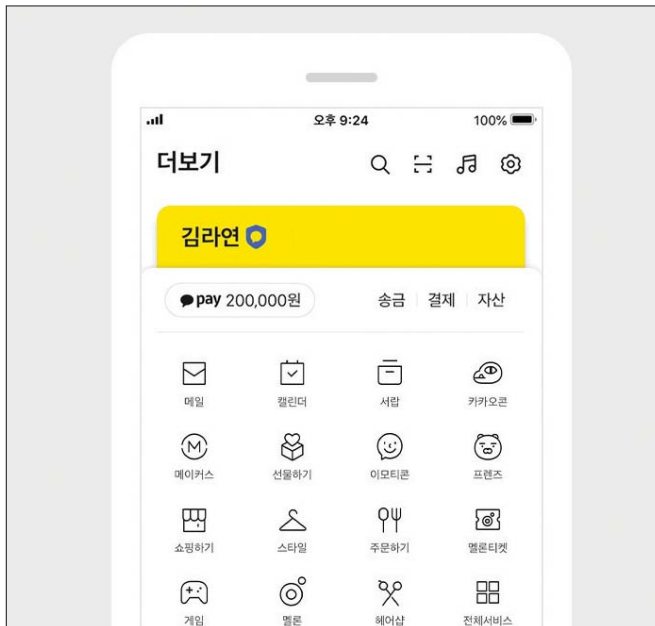 오후 9:24
100%
더보기
김라연
pay 200,000원
송금 결제 자산
메일 캘린더 서랍 카카오콘
메이커스 선물하기 이모티콘 프렌즈
쇼핑하기 스타일 주문하기 멜론티켓
게임 멜론 헤어샵 전체서비스